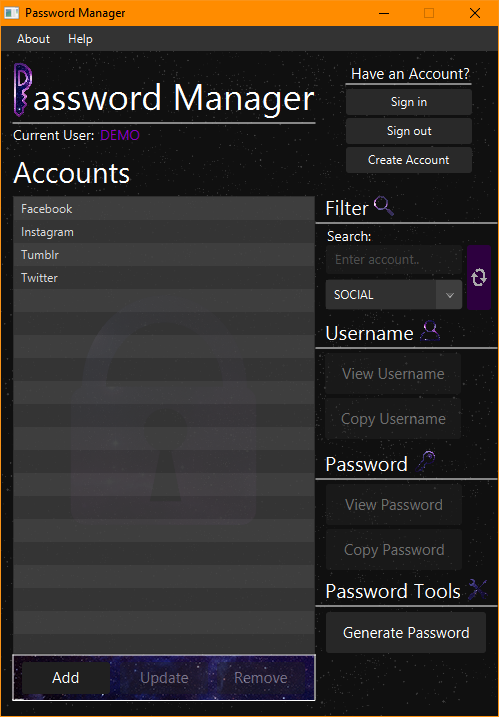 Password Manager
About Help
Password Manager
Current User: DEMO
Have an Account?
Sign in
Sign out
Create Account
Accounts
Facebook
Instagram
Tumblr
Twitter
Filter
Search:
Enter account..
SOCIAL
Username
View Username
Copy Username
Password
View Password
Copy Password
Password Tools
Generate Password
Add Update Remove